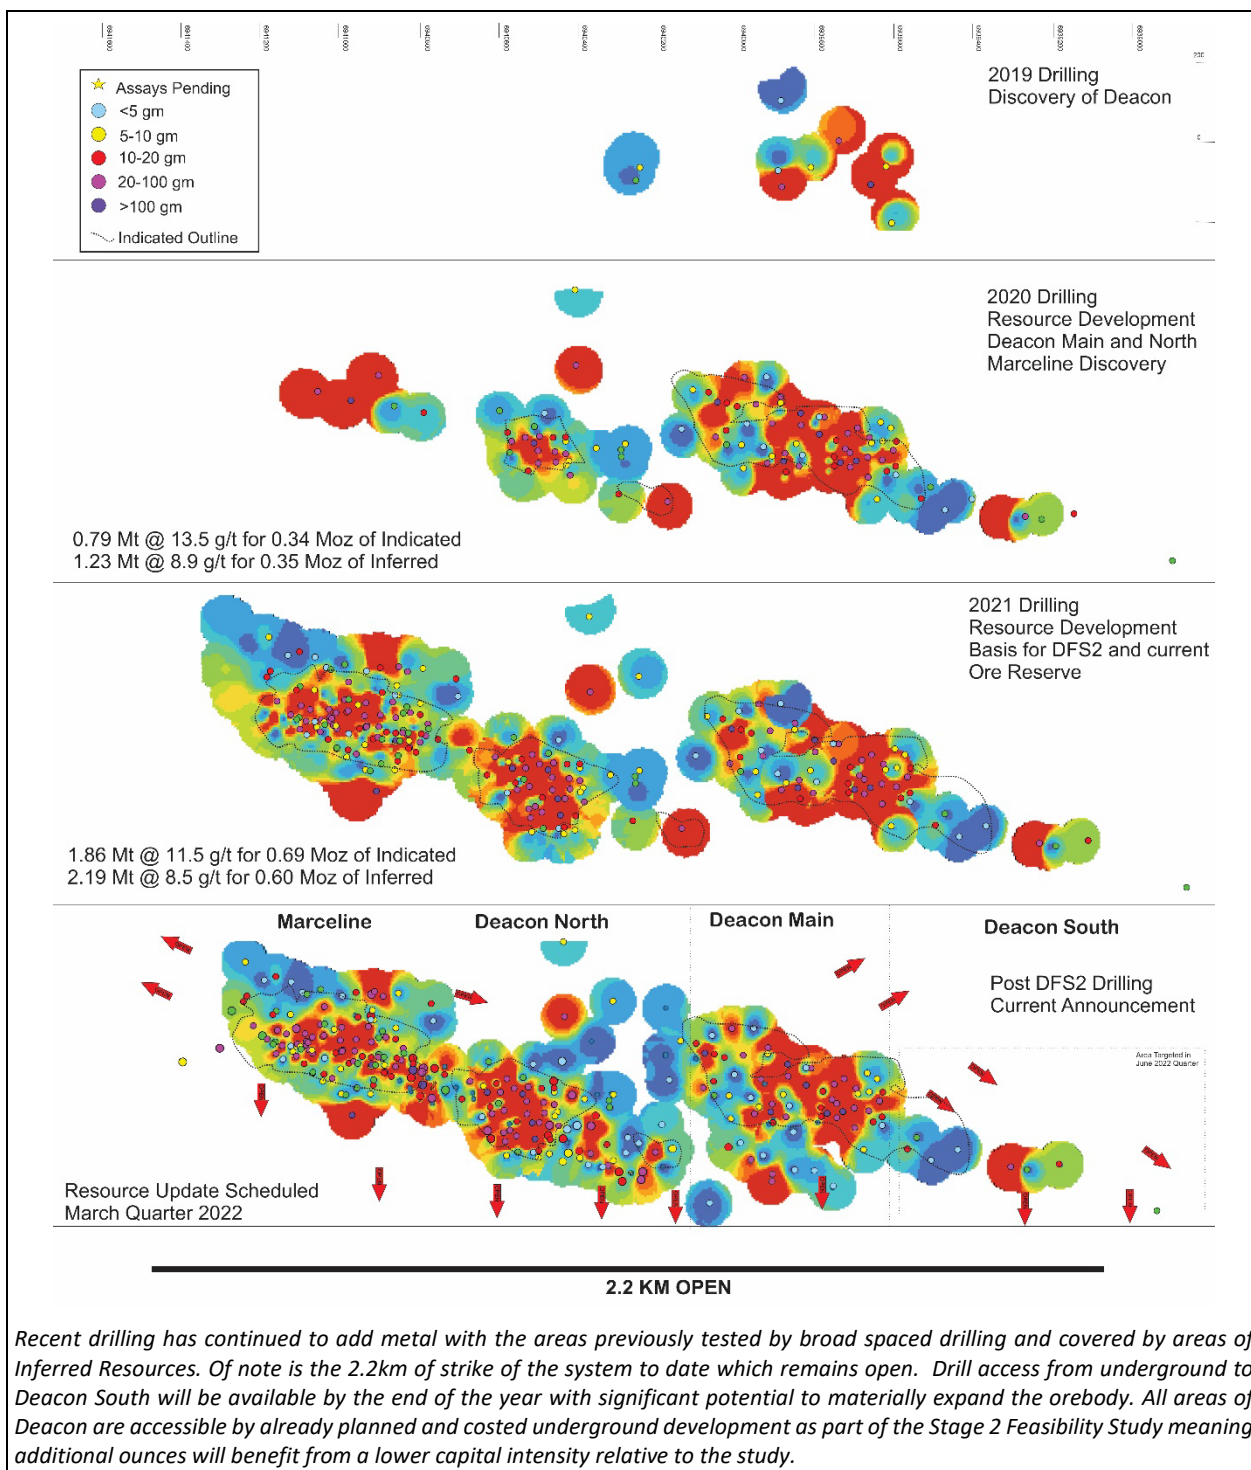 Assays Pending
<5 gm
5-10 gm
10-20 gm
20-100 gm
>100 gm
Indicated Outline
2019 Drilling
Discovery of Deacon
2020 Drilling
Resource Development
Deacon Main and North
Marceline Discovery
0.79 Mt @ 13.5 g/t for 0.34 Moz of Indicated
1.23 Mt @ 8.9 g/t for 0.35 Moz of Inferred
2021 Drilling
Resource Development
Basis for DFS2 and current
Ore Reserve
1.86 Mt @ 11.5 g/t for 0.69 Moz of Indicated
2.19 Mt @ 8.5 g/t for 0.60 Moz of Inferred
Marceline
Deacon North
Deacon Main
Deacon South
Post DFS2 Drilling
Current Announcement
Area Targeted in
June 2022 Quarter
Resource Update Scheduled
March Quarter 2022
2.2 KM OPEN
Recent drilling has continued to add metal with the areas previously tested by broad spaced drilling and covered by areas of
Inferred Resources. Of note is the 2.2km of strike of the system to date which remains open. Drill access from underground to
Deacon South will be available by the end of the year with significant potential to materially expand the orebody. All areas of
Deacon are accessible by already planned and costed underground development as part of the Stage 2 Feasibility Study meaning
additional ounces will benefit from a lower capital intensity relative to the study.